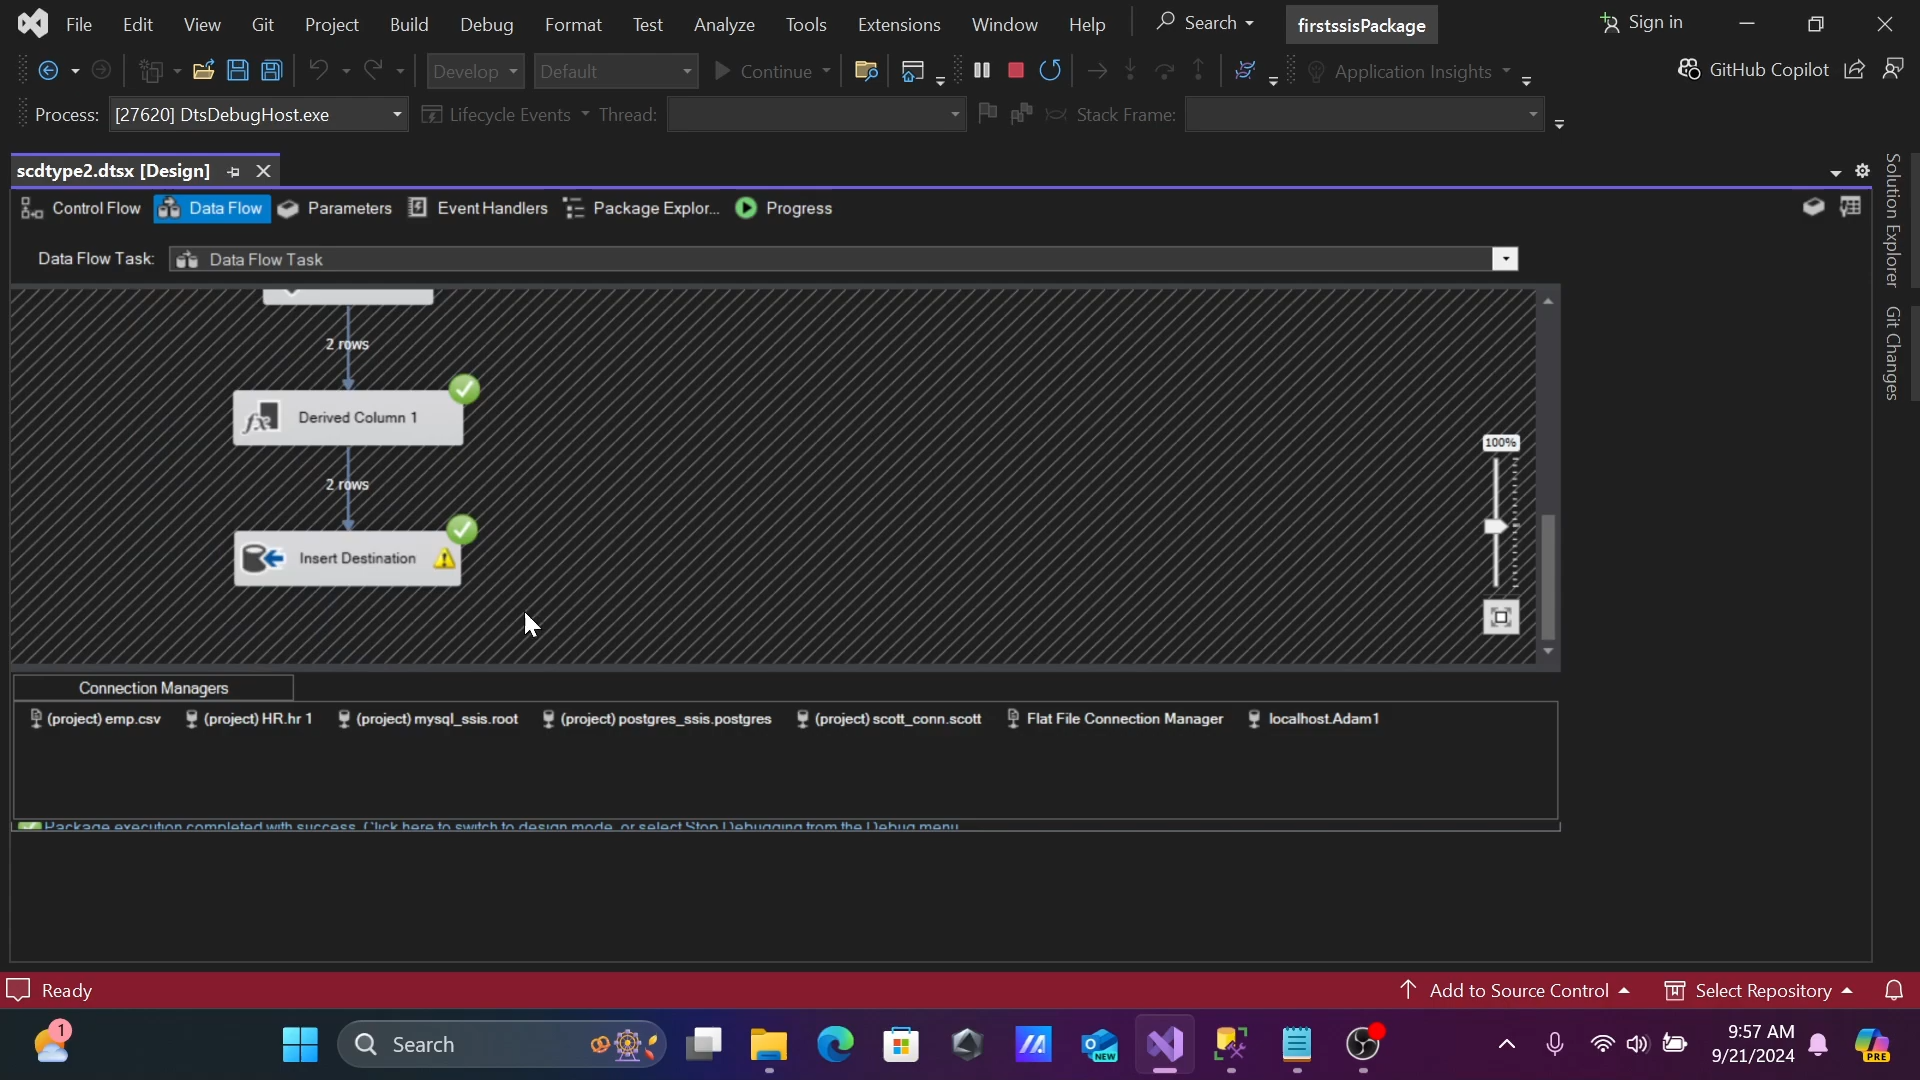 File Edit View Git Project Build Debug Format Test Analyze Tools Extensions Window Help Search firstssisPackage Sign in
Develop Default Continue Application Insights GitHub Copilot
Process: [27620] DtsDebugHost.exe Lifecycle Events Thread: Stack Frame:
scdtype2.dtsx [Design]
Control Flow Data Flow Parameters Event Handlers Package Explor... Progress
Data Flow Task: Data Flow Task
Solution Explorer
Git Changes
2 rows
Derived Column 1
100%
2 rows
Insert Destination
Connection Managers
(project) emp.csv (project) HR.hr 1 (project) mysql_ssis.root (project) postgres_ssis.postgres (project) scott_conn.scott Flat File Connection Manager localhost.Adam1
Package execution completed with success. Click here to switch to design mode, or select Stop Debugging from the Debug menu.
Ready Add to Source Control Select Repository
1 Search NEW 9:57 AM
9/21/2024 PRE